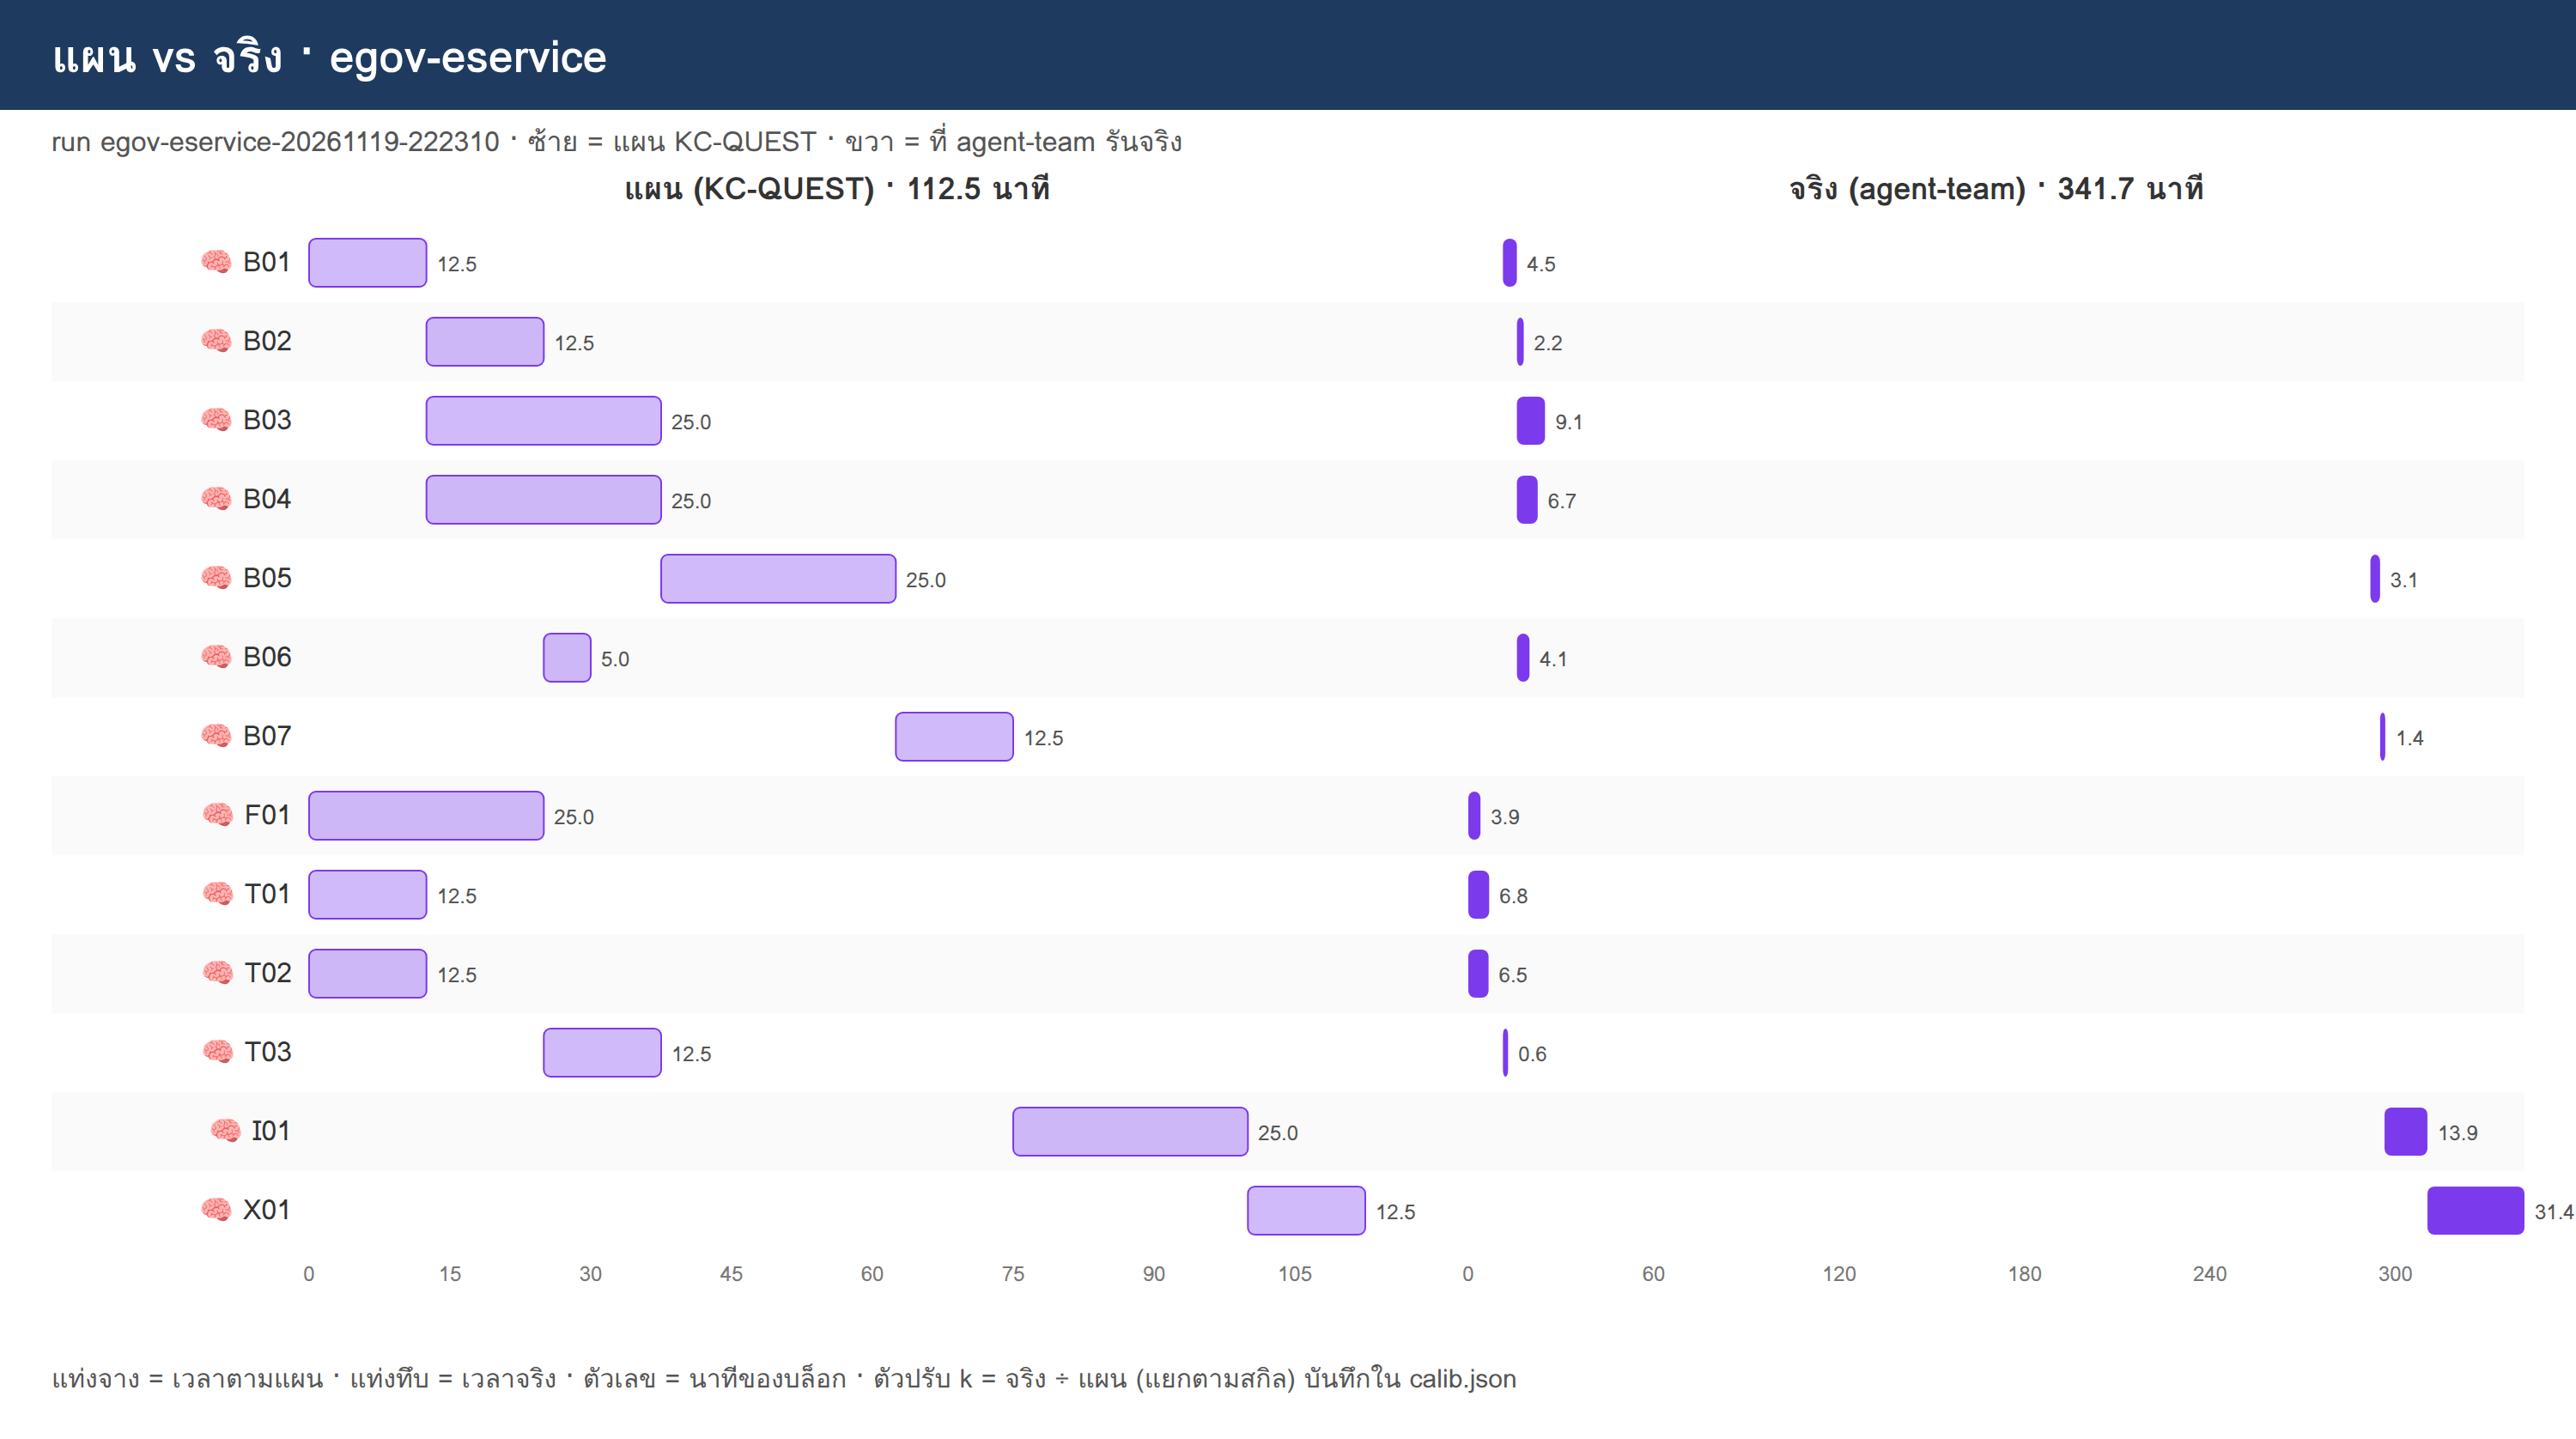 แผน vs จริง · egov-eservice
run egov-eservice-20261119-222310 · ซ้าย = แผน KC-QUEST · ขวา = ที่ agent-team รันจริง
แผน (KC-QUEST) · 112.5 นาที
จริง (agent-team) · 341.7 นาที
B01 12.5 4.5
B02 12.5 2.2
B03 25.0 9.1
B04 25.0 6.7
B05 25.0 3.1
B06 5.0 4.1
B07 12.5 1.4
F01 25.0 3.9
T01 12.5 6.8
T02 12.5 6.5
T03 12.5 0.6
I01 25.0 13.9
X01 12.5 31.4
0 15 30 45 60 75 90 105 0 60 120 180 240 300
แท่งจาง = เวลาตามแผน · แท่งทึบ = เวลาจริง · ตัวเลข = นาทีของบล็อก · ตัวปรับ k = จริง ÷ แผน (แยกตามสกิล) บันทึกใน calib.json